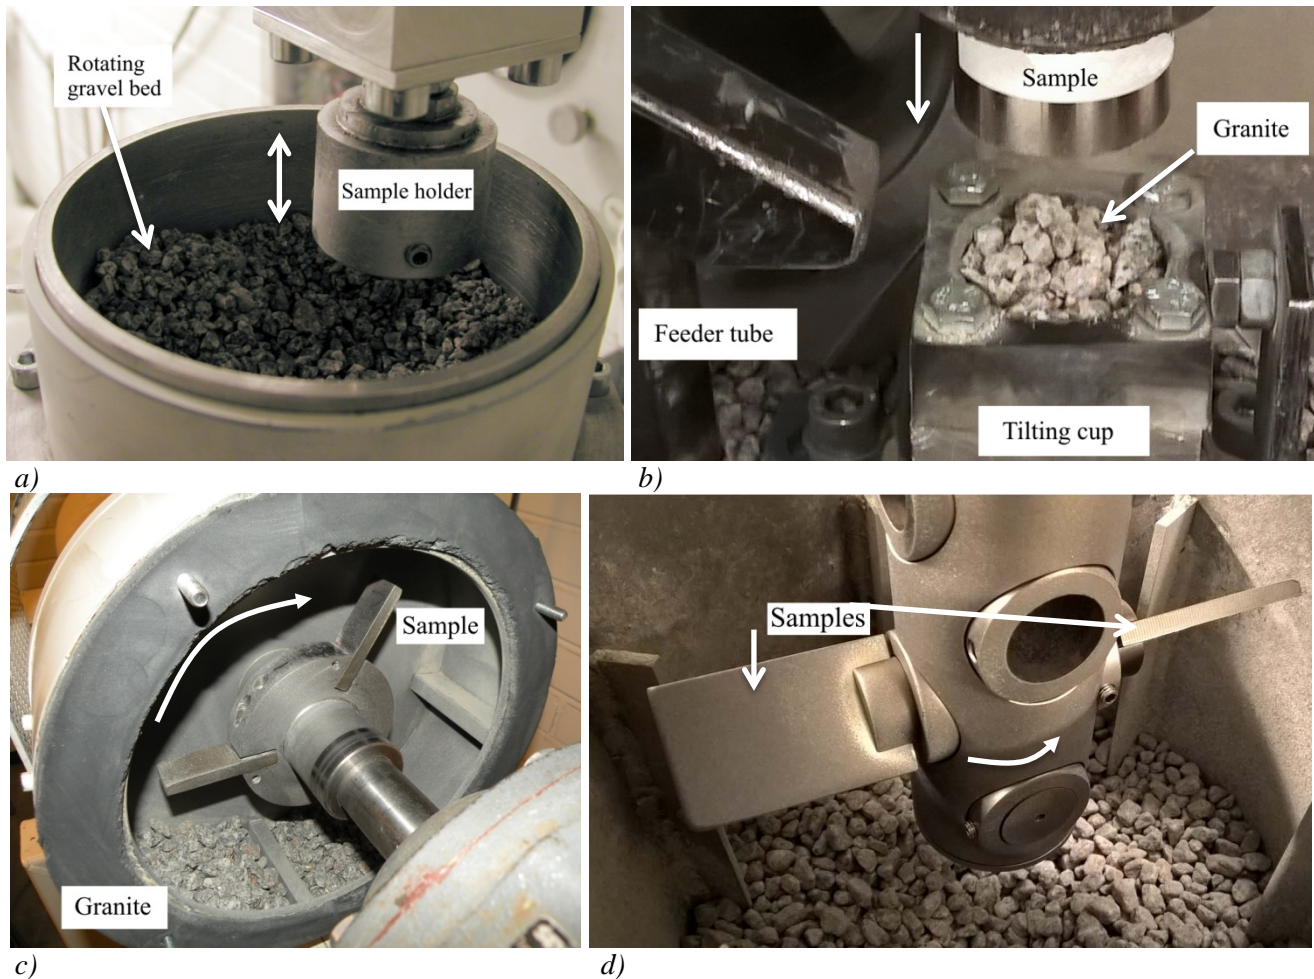 Rotating
gravel bed
Sample holder
a)
Sample
Granite
Feeder tube
Tilting cup
b)
Sample
Granite
c)
Samples
d)